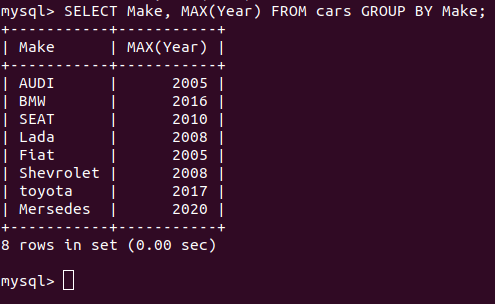 mysql> SELECT Make, MAX(Year) FROM cars GROUP BY Make;
+-----------+-----------+
| Make      | MAX(Year) |
+-----------+-----------+
| AUDI      |      2005 |
| BMW       |      2016 |
| SEAT      |      2010 |
| Lada      |      2008 |
| Fiat      |      2005 |
| Shevrolet |      2008 |
| toyota    |      2017 |
| Mersedes  |      2020 |
+-----------+-----------+
8 rows in set (0.00 sec)
mysql>